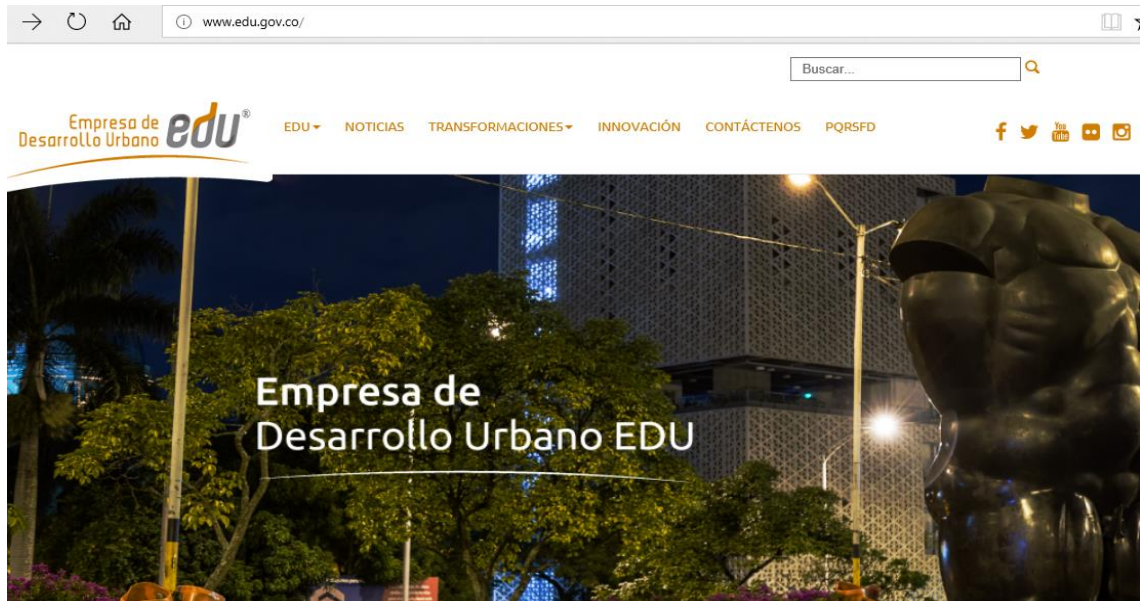 www.edu.gov.co/
Buscar...
Empresa de
Desarrollo Urbano
edu®
EDU NOTICIAS TRANSFORMACIONES INNOVACIÓN CONTÁCTENOS PQRSFD
You
Tube
Empresa de
Desarrollo Urbano EDU